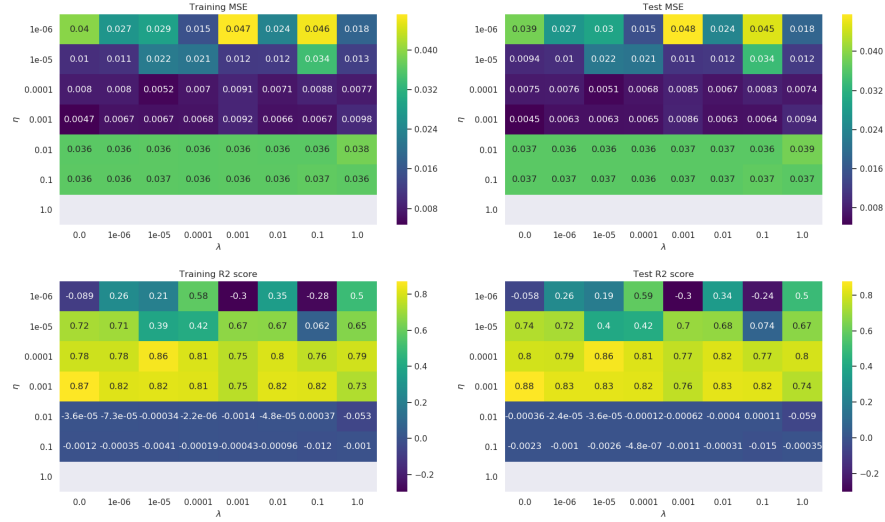 Training MSE
1e-06 0.04 0.027 0.029 0.015 0.047 0.024 0.046 0.018
1e-05 0.01 0.011 0.022 0.021 0.012 0.012 0.034 0.013
0.0001 0.008 0.008 0.0052 0.007 0.0091 0.0071 0.0088 0.0077
0.001 0.0047 0.0067 0.0067 0.0068 0.0092 0.0066 0.0067 0.0098
0.01 0.036 0.036 0.036 0.036 0.036 0.036 0.036 0.038
0.1 0.036 0.036 0.036 0.036 0.036 0.036 0.037 0.036
1.0
η
0.0 1e-06 1e-05 0.0001 0.001 0.01 0.1 1.0
λ
0.040
0.032
0.024
0.016
0.008
Test MSE
1e-06 0.039 0.027 0.03 0.015 0.048 0.024 0.045 0.018
1e-05 0.0094 0.01 0.022 0.021 0.011 0.012 0.034 0.012
0.0001 0.0075 0.0076 0.0051 0.0068 0.0085 0.0067 0.0083 0.0074
0.001 0.0045 0.0063 0.0063 0.0065 0.0086 0.0063 0.0064 0.0094
0.01 0.037 0.036 0.036 0.036 0.037 0.036 0.036 0.039
0.1 0.036 0.037 0.037 0.036 0.036 0.036 0.037 0.037
1.0
η
0.0 1e-06 1e-05 0.0001 0.001 0.01 0.1 1.0
λ
0.040
0.032
0.024
0.016
0.008
Training R2 score
1e-06 -0.089 0.26 0.21 0.58 -0.3 0.35 -0.28 0.5
1e-05 0.72 0.71 0.39 0.42 0.67 0.67 0.062 0.65
0.0001 0.78 0.78 0.86 0.81 0.75 0.8 0.76 0.79
0.001 0.87 0.82 0.82 0.81 0.75 0.82 0.82 0.73
0.01 -3.6e-05 -7.3e-05 -0.00034 -2.2e-06 -0.0014 -4.8e-05 0.00037 -0.053
0.1 -0.0012 -0.00035 -0.0041 -0.00019 -0.00043 -0.00096 -0.012 -0.001
1.0
η
0.0 1e-06 1e-05 0.0001 0.001 0.01 0.1 1.0
λ
0.8
0.6
0.4
0.2
0.0
−0.2
Test R2 score
1e-06 -0.058 0.26 0.19 0.59 -0.3 0.34 -0.24 0.5
1e-05 0.74 0.72 0.4 0.42 0.7 0.68 0.074 0.67
0.0001 0.8 0.79 0.86 0.81 0.77 0.82 0.77 0.8
0.001 0.88 0.83 0.83 0.82 0.76 0.83 0.82 0.74
0.01 -0.00036 -2.4e-05 -3.6e-05 -0.00012 -0.00062 -0.0004 0.00011 -0.059
0.1 -0.0023 -0.001 -0.0026 -4.8e-07 -0.0011 -0.00031 -0.015 -0.00035
1.0
η
0.0 1e-06 1e-05 0.0001 0.001 0.01 0.1 1.0
λ
0.8
0.6
0.4
0.2
0.0
−0.2